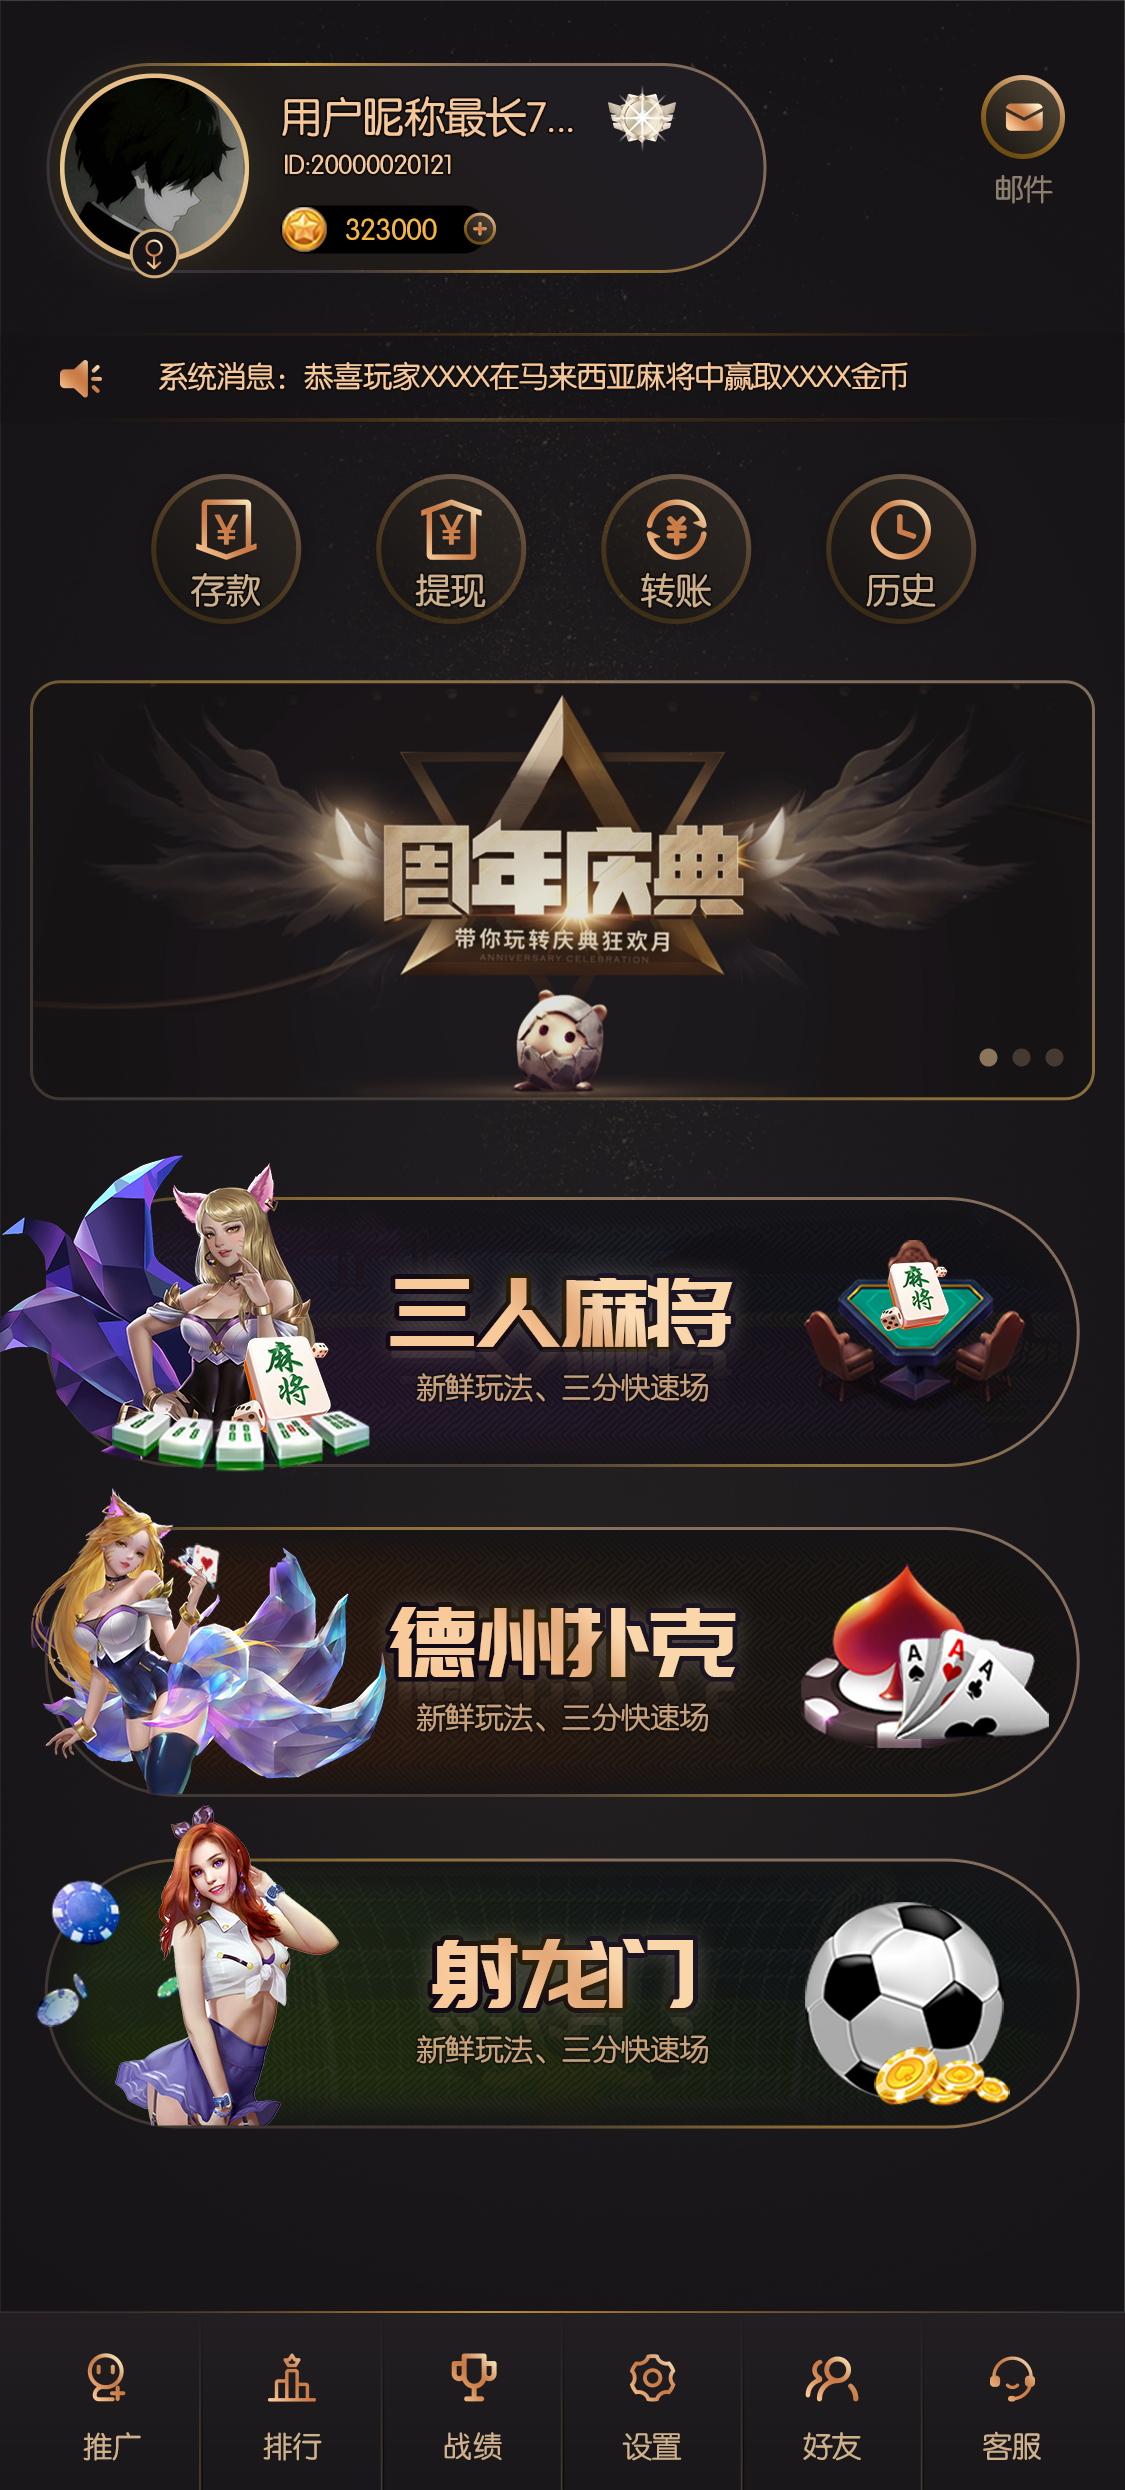 用户昵称最长7...
ID:20000020121
323000
邮件
系统消息：恭喜玩家XXXX在马来西亚麻将中赢取XXXX金币
存款
提现
转账
历史
周年庆典
带你玩转庆典狂欢月
ANNIVERSARY CELEBRATION
三人麻将
新鲜玩法、三分快速场
麻将
麻将
德州扑克
新鲜玩法、三分快速场
A
A
A
射龙门
新鲜玩法、三分快速场
推广
排行
战绩
设置
好友
客服